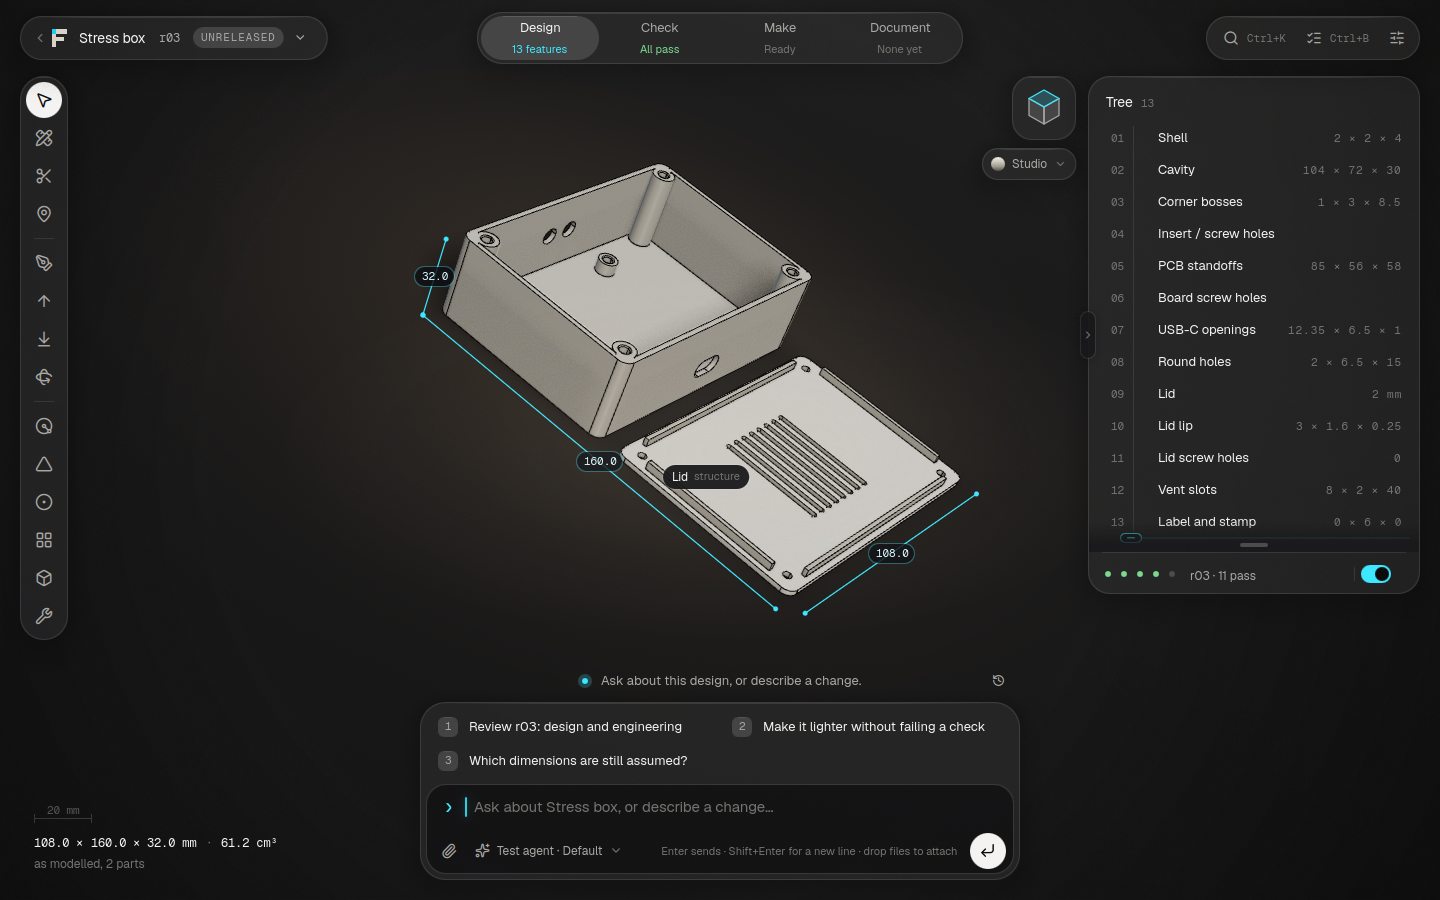 Stress box r03 UNRELEASED
Design
13 features
Check
All pass
Make
Ready
Document
None yet
Ctrl+K
Ctrl+B
Studio
Tree 13
01 Shell 2 × 2 × 4
02 Cavity 104 × 72 × 30
03 Corner bosses 1 × 3 × 8.5
04 Insert / screw holes
05 PCB standoffs 85 × 56 × 58
06 Board screw holes
07 USB-C openings 12.35 × 6.5 × 1
08 Round holes 2 × 6.5 × 15
09 Lid 2 mm
10 Lid lip 3 × 1.6 × 0.25
11 Lid screw holes 0
12 Vent slots 8 × 2 × 40
13 Label and stamp 0 × 6 × 0
r03 · 11 pass
32.0
160.0
Lid structure
108.0
Ask about this design, or describe a change.
1 Review r03: design and engineering
2 Make it lighter without failing a check
3 Which dimensions are still assumed?
Ask about Stress box, or describe a change...
Test agent · Default
Enter sends · Shift+Enter for a new line · drop files to attach
20 mm
108.0 × 160.0 × 32.0 mm · 61.2 cm³
as modelled, 2 parts